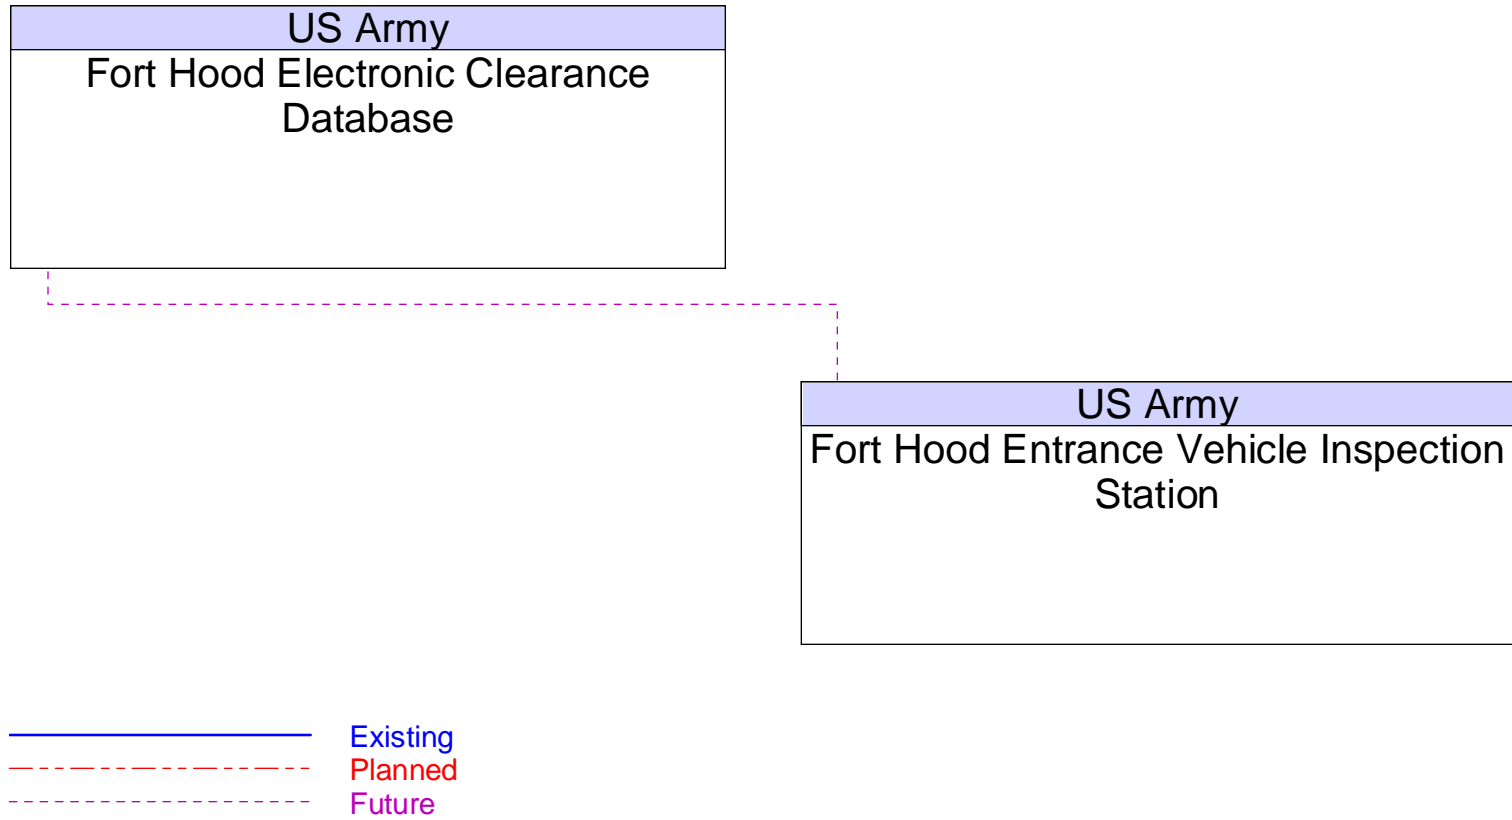 US Army
Fort Hood Electronic Clearance
Database
US Army
Fort Hood Entrance Vehicle Inspection
Station
Existing
Planned
Future